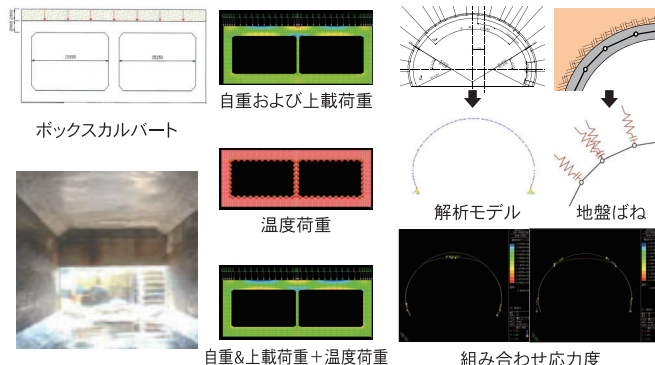 ボックスカルバート
自重および上載荷重
温度荷重
自重&上載荷重＋温度荷重
解析モデル
地盤ばね
組み合わせ応力度